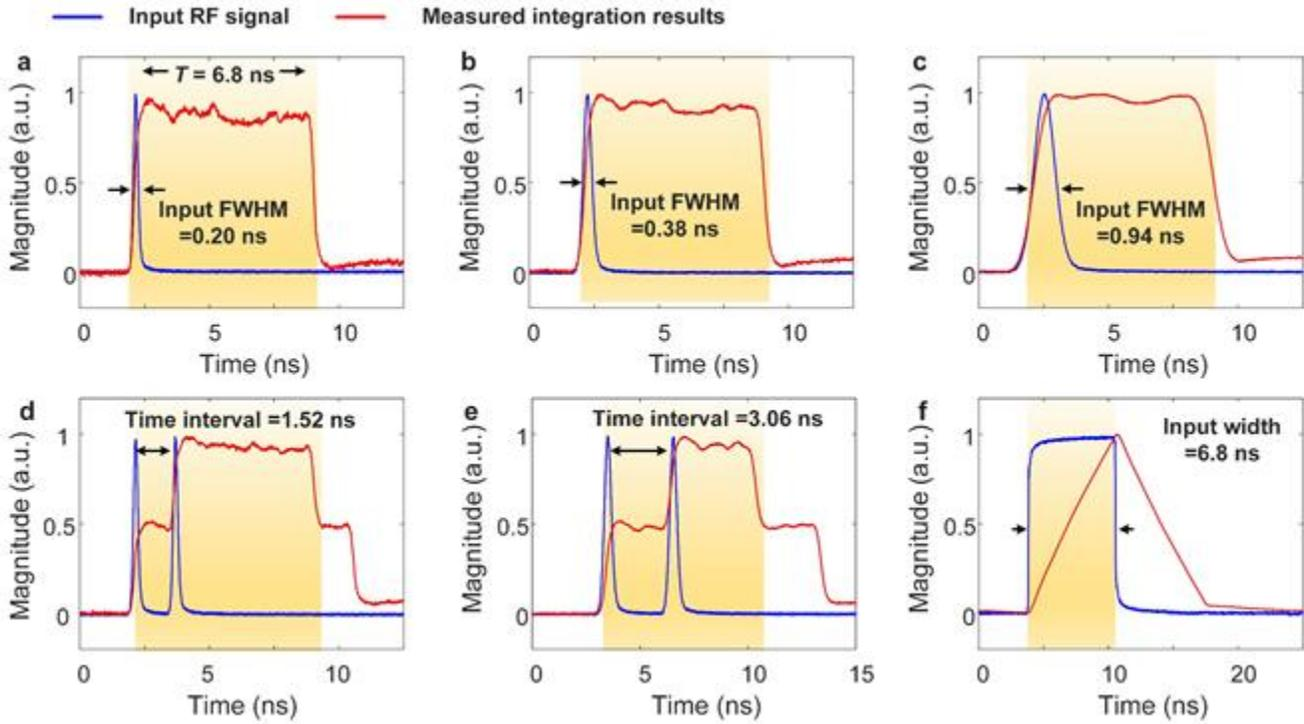 Input RF signal
Measured integration results
a
T = 6.8 ns
Magnitude (a.u.)
1
0.5
0
Input FWHM
=0.20 ns
0
5
10
Time (ns)
b
Magnitude (a.u.)
1
0.5
0
Input FWHM
=0.38 ns
0
5
10
Time (ns)
c
Magnitude (a.u.)
1
0.5
0
Input FWHM
=0.94 ns
0
5
10
Time (ns)
d
Time interval =1.52 ns
Magnitude (a.u.)
1
0.5
0
0
5
10
Time (ns)
e
Time interval =3.06 ns
Magnitude (a.u.)
1
0.5
0
0
5
10
15
Time (ns)
f
Input width
=6.8 ns
Magnitude (a.u.)
1
0.5
0
0
10
20
Time (ns)